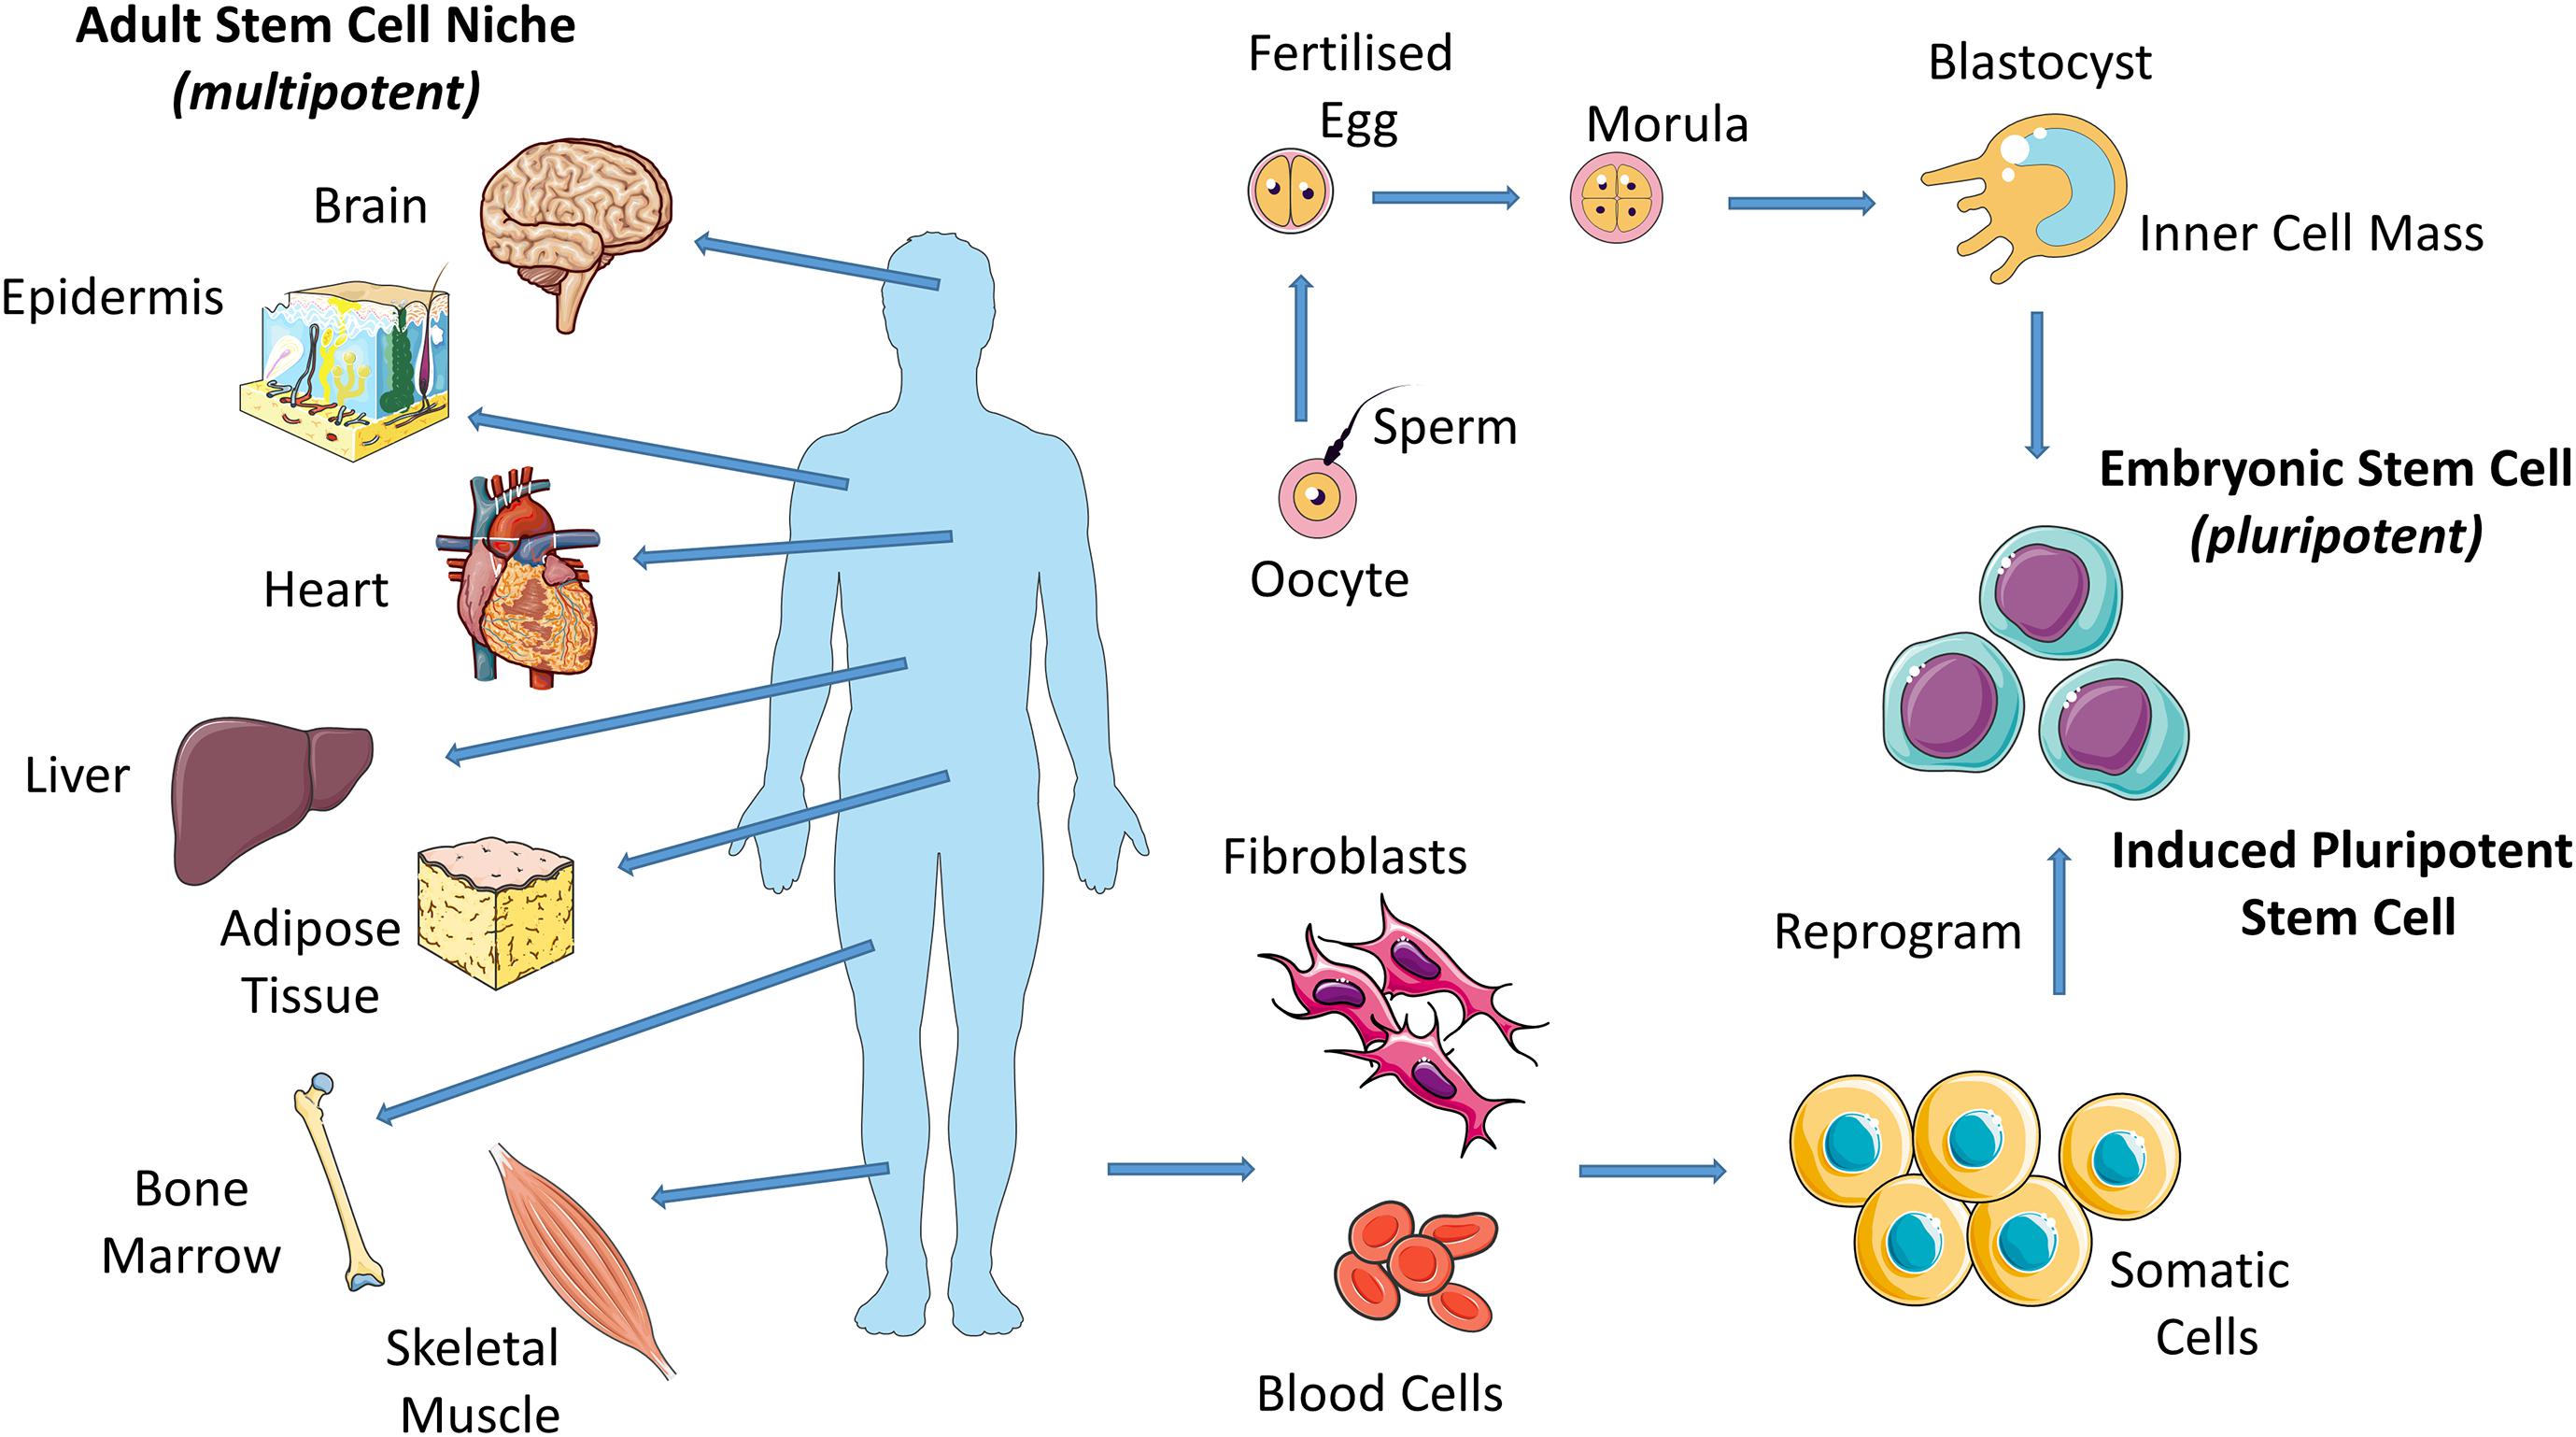 Adult Stem Cell Niche
(multipotent)
Brain
Epidermis
Heart
Liver
Adipose
Tissue
Bone
Marrow
Skeletal
Muscle
Fertilised
Egg
Morula
Blastocyst
Inner Cell Mass
Sperm
Oocyte
Embryonic Stem Cell
(pluripotent)
Fibroblasts
Blood Cells
Induced Pluripotent
Stem Cell
Reprogram
Somatic
Cells